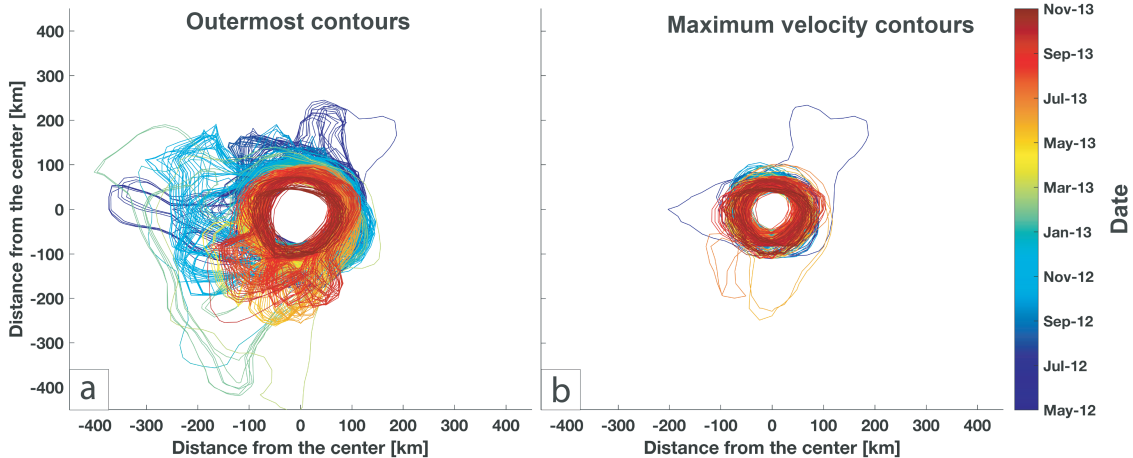 Outermost contours
Maximum velocity contours
Distance from the center [km]
400
300
200
100
0
-100
-200
-300
-400
a
-400 -300 -200 -100 0 100 200 300 400
Distance from the center [km]
b
-400 -300 -200 -100 0 100 200 300 400
Distance from the center [km]
Nov-13
Sep-13
Jul-13
May-13
Mar-13
Jan-13
Nov-12
Sep-12
Jul-12
May-12
Date